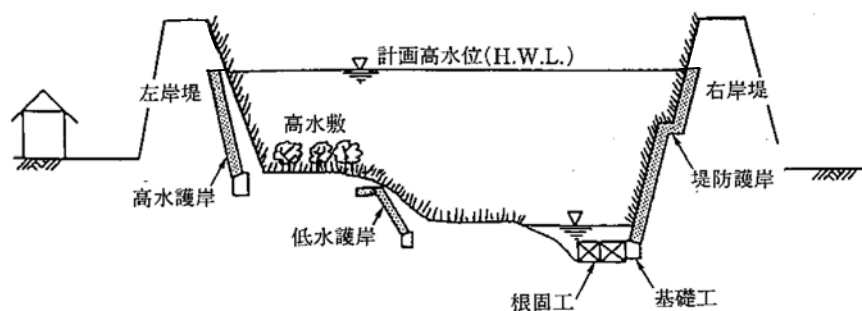 計画高水位(H.W.L.)
左岸堤
右岸堤
高水敷
堤防護岸
高水護岸
低水護岸
根固工
基礎工